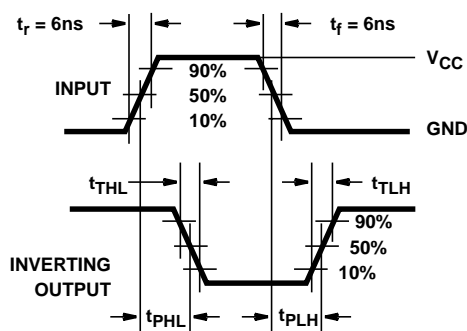 t_r = 6ns t_f = 6ns
V_CC
90%
INPUT 50%
10%
GND
t_THL t_TLH
90%
50%
INVERTING 10%
OUTPUT
t_PHL t_PLH